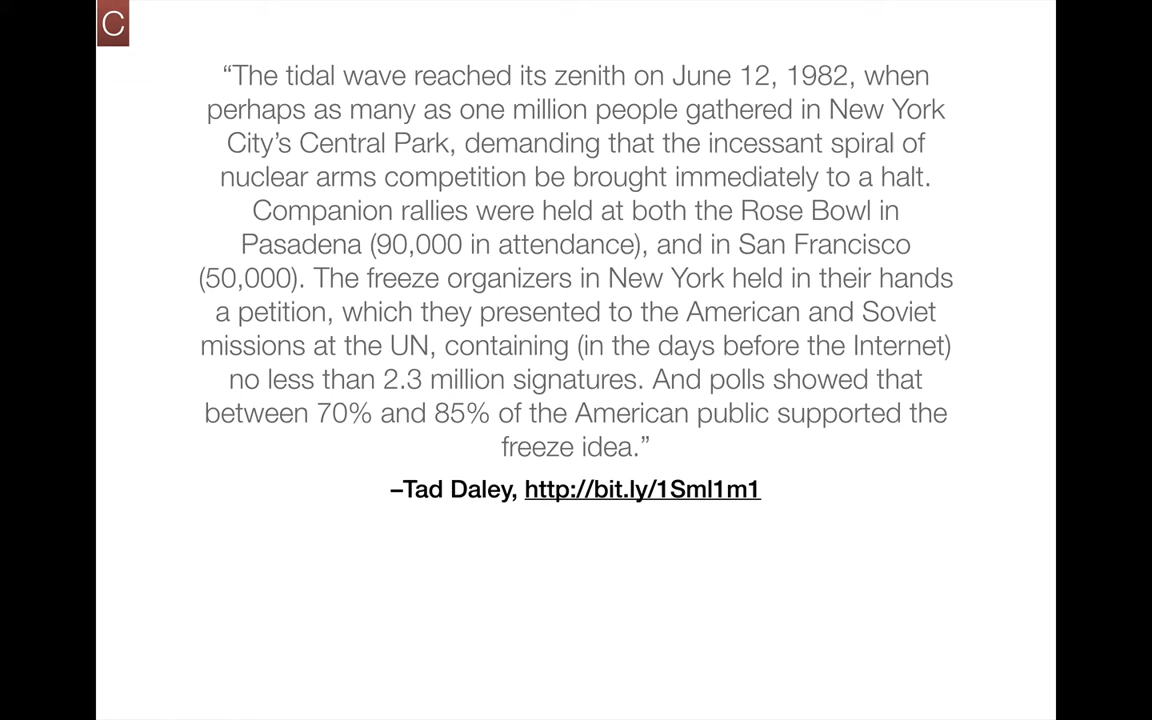 C
“The tidal wave reached its zenith on June 12, 1982, when
perhaps as many as one million people gathered in New York
City’s Central Park, demanding that the incessant spiral of
nuclear arms competition be brought immediately to a halt.
Companion rallies were held at both the Rose Bowl in
Pasadena (90,000 in attendance), and in San Francisco
(50,000). The freeze organizers in New York held in their hands
a petition, which they presented to the American and Soviet
missions at the UN, containing (in the days before the Internet)
no less than 2.3 million signatures. And polls showed that
between 70% and 85% of the American public supported the
freeze idea.”
–Tad Daley, http://bit.ly/1Sml1m1